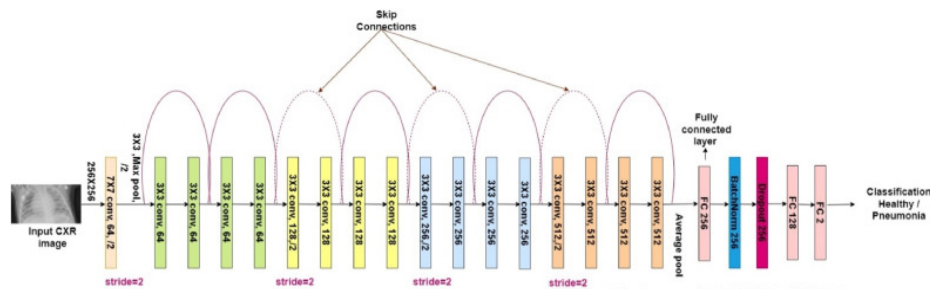 Skip
Connections
Input CXR
image
256X256
7X7 conv, 64, /2
3X3 ,Max pool,
/2
3X3 conv, 64
3X3 conv, 64
3X3 conv, 64
3X3 conv, 64
3X3 conv, 128,/2
3X3 conv, 128
3X3 conv, 128
3X3 conv, 128
3X3 conv, 256,/2
3X3 conv, 256
3X3 conv, 256
3X3 conv, 256
3X3 conv, 512,/2
3X3 conv, 512
3X3 conv, 512
3X3 conv, 512
Average pool
Fully
connected
layer
FC 256
BatchNorm 256
Dropout 256
FC 128
FC 2
Classification
Healthy /
Pneumonia
stride=2
stride=2
stride=2
stride=2